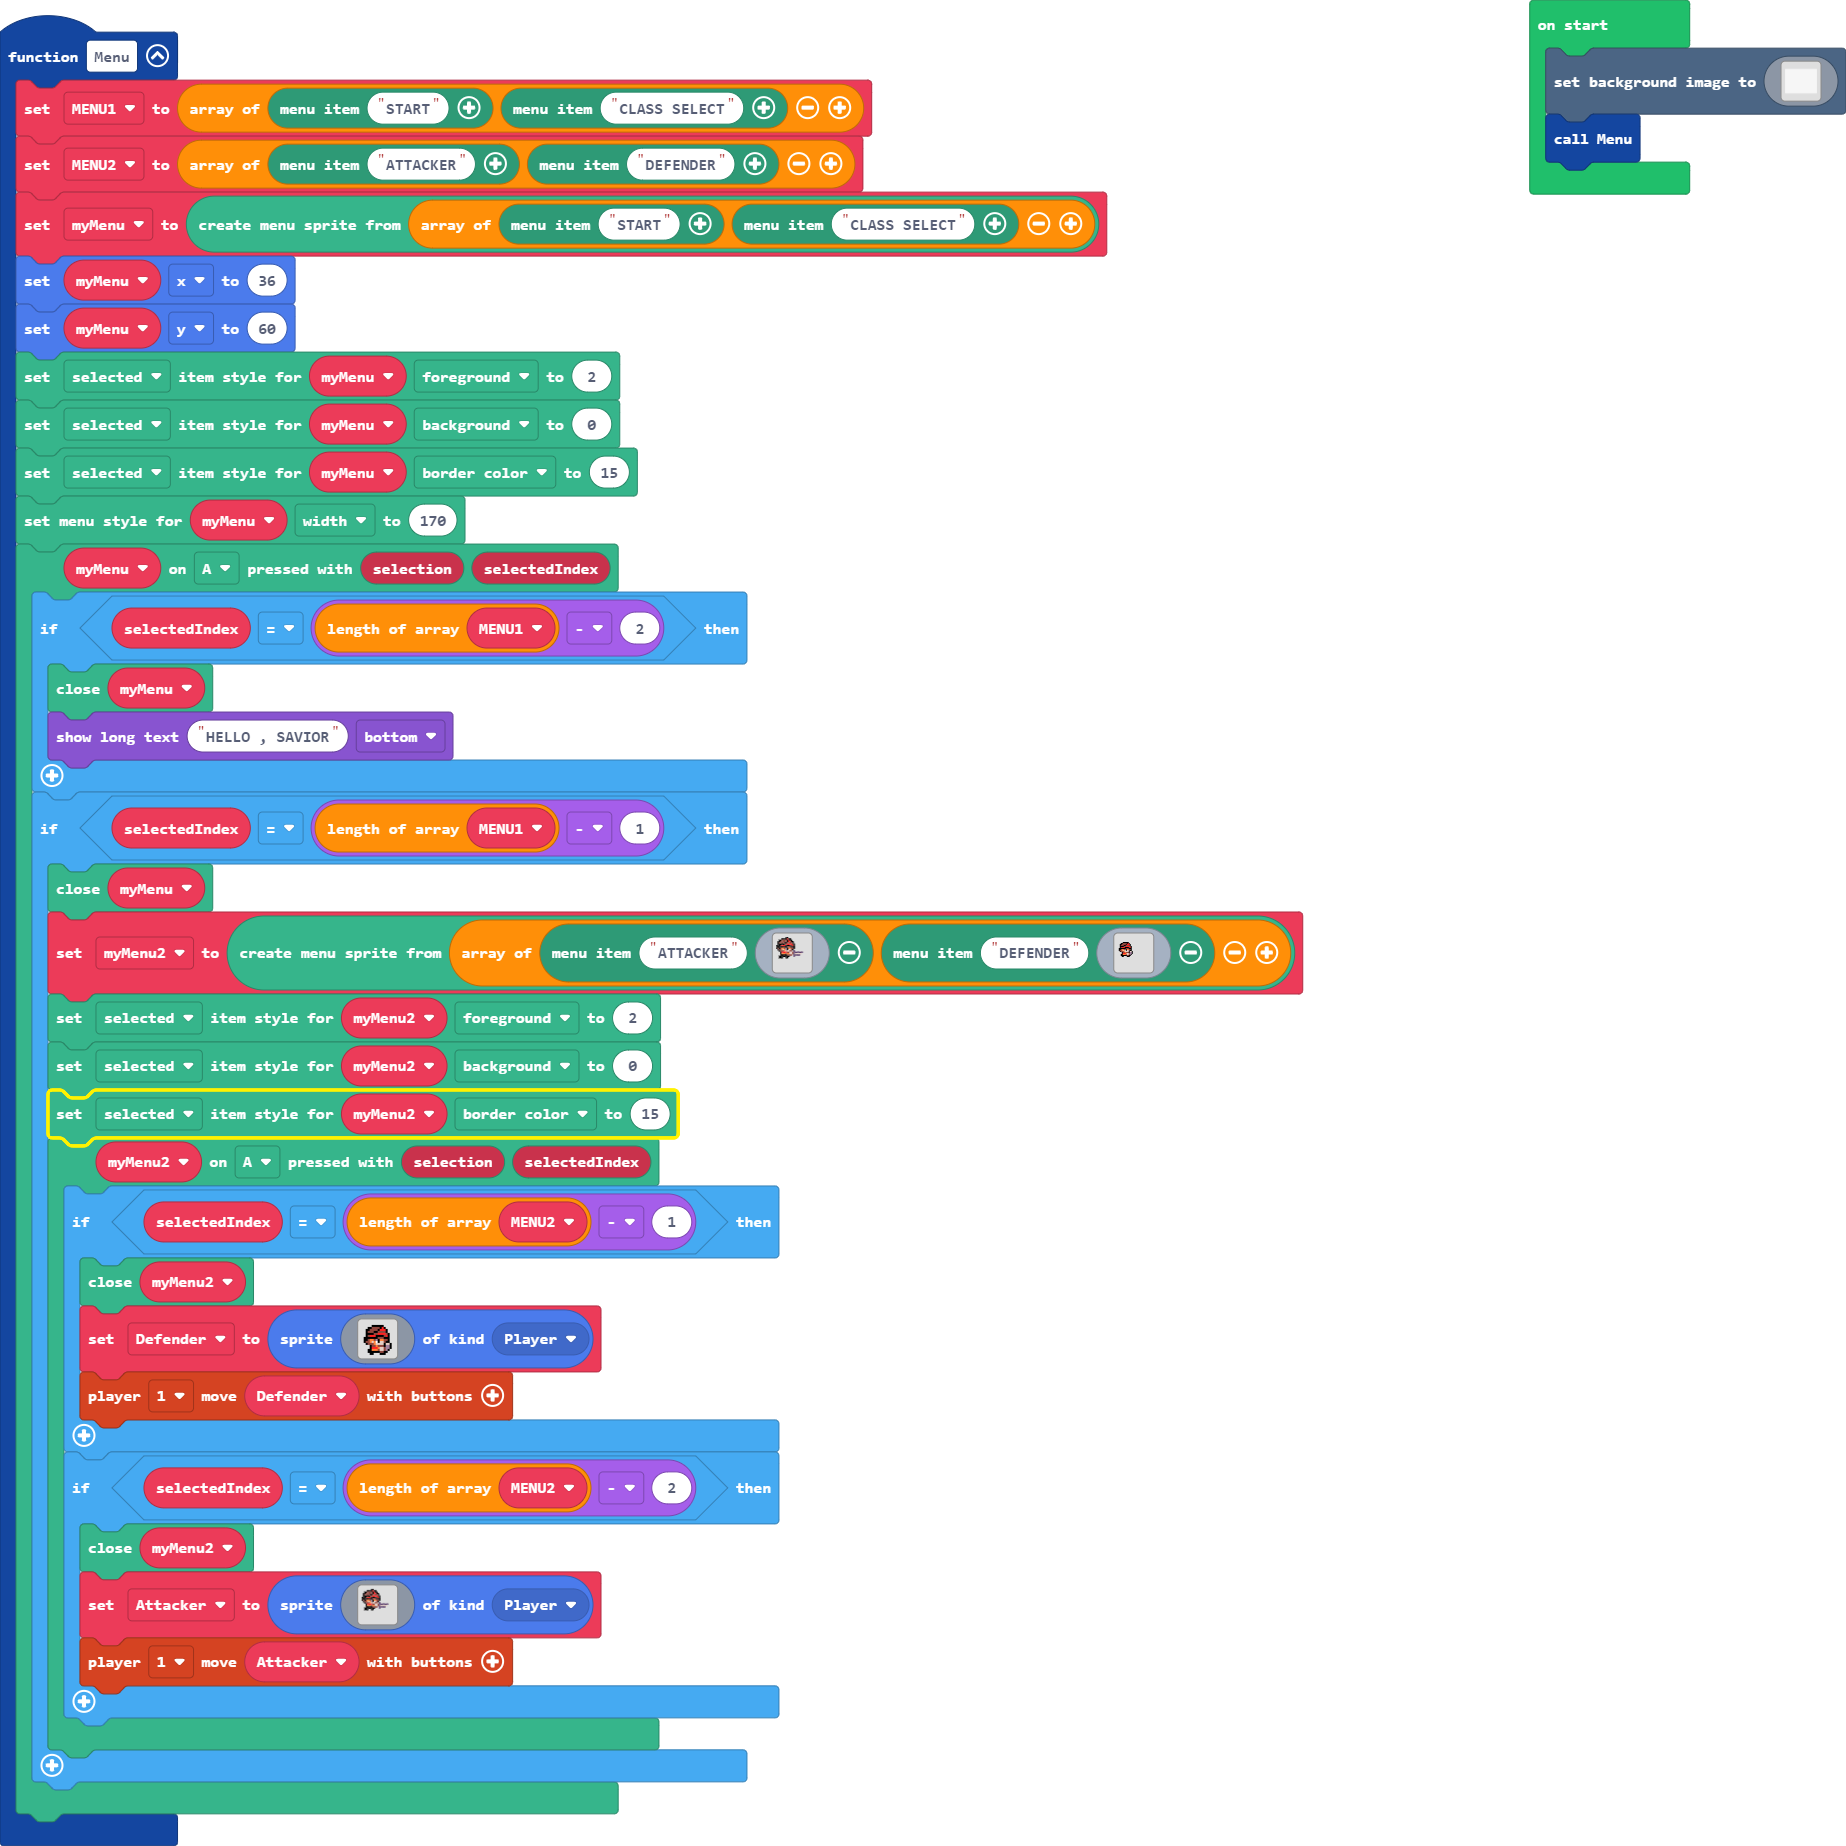 function Menu
set MENU1 to array of menu item "START" menu item "CLASS SELECT"
set MENU2 to array of menu item "ATTACKER" menu item "DEFENDER"
set myMenu to create menu sprite from array of menu item "START" menu item "CLASS SELECT"
set myMenu x to 36
set myMenu y to 60
set selected item style for myMenu foreground to 2
set selected item style for myMenu background to 0
set selected item style for myMenu border color to 15
set menu style for myMenu width to 170
myMenu on A pressed with selection selectedIndex
if selectedIndex = length of array MENU1 - 2 then
close myMenu
show long text "HELLO , SAVIOR" bottom
if selectedIndex = length of array MENU1 - 1 then
close myMenu
set myMenu2 to create menu sprite from array of menu item "ATTACKER" menu item "DEFENDER"
set selected item style for myMenu2 foreground to 2
set selected item style for myMenu2 background to 0
set selected item style for myMenu2 border color to 15
myMenu2 on A pressed with selection selectedIndex
if selectedIndex = length of array MENU2 - 1 then
close myMenu2
set Defender to sprite of kind Player
player 1 move Defender with buttons
if selectedIndex = length of array MENU2 - 2 then
close myMenu2
set Attacker to sprite of kind Player
player 1 move Attacker with buttons
on start
set background image to
call Menu